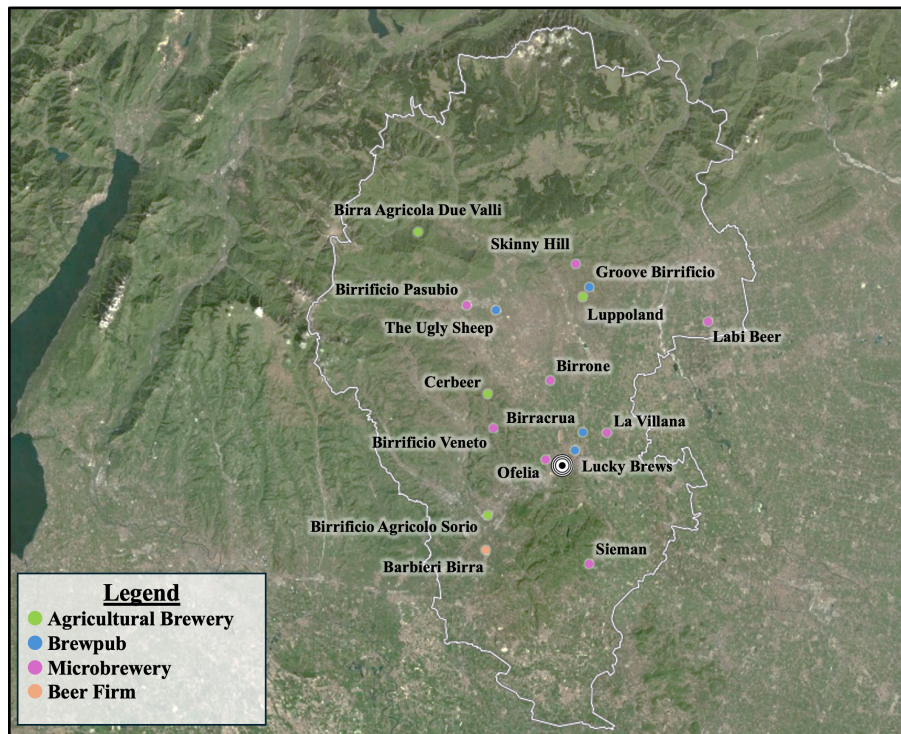 Birra Agricola Due Valli
Skinny Hill
Groove Birrificio
Birrificio Pasubio
Luppoland
The Ugly Sheep
Labi Beer
Birrone
Cerbeer
Birracrua
La Villana
Birrificio Veneto
Lucky Brews
Ofelia
Birrificio Agricolo Sorio
Sieman
Barbieri Birra
Legend
Agricultural Brewery
Brewpub
Microbrewery
Beer Firm